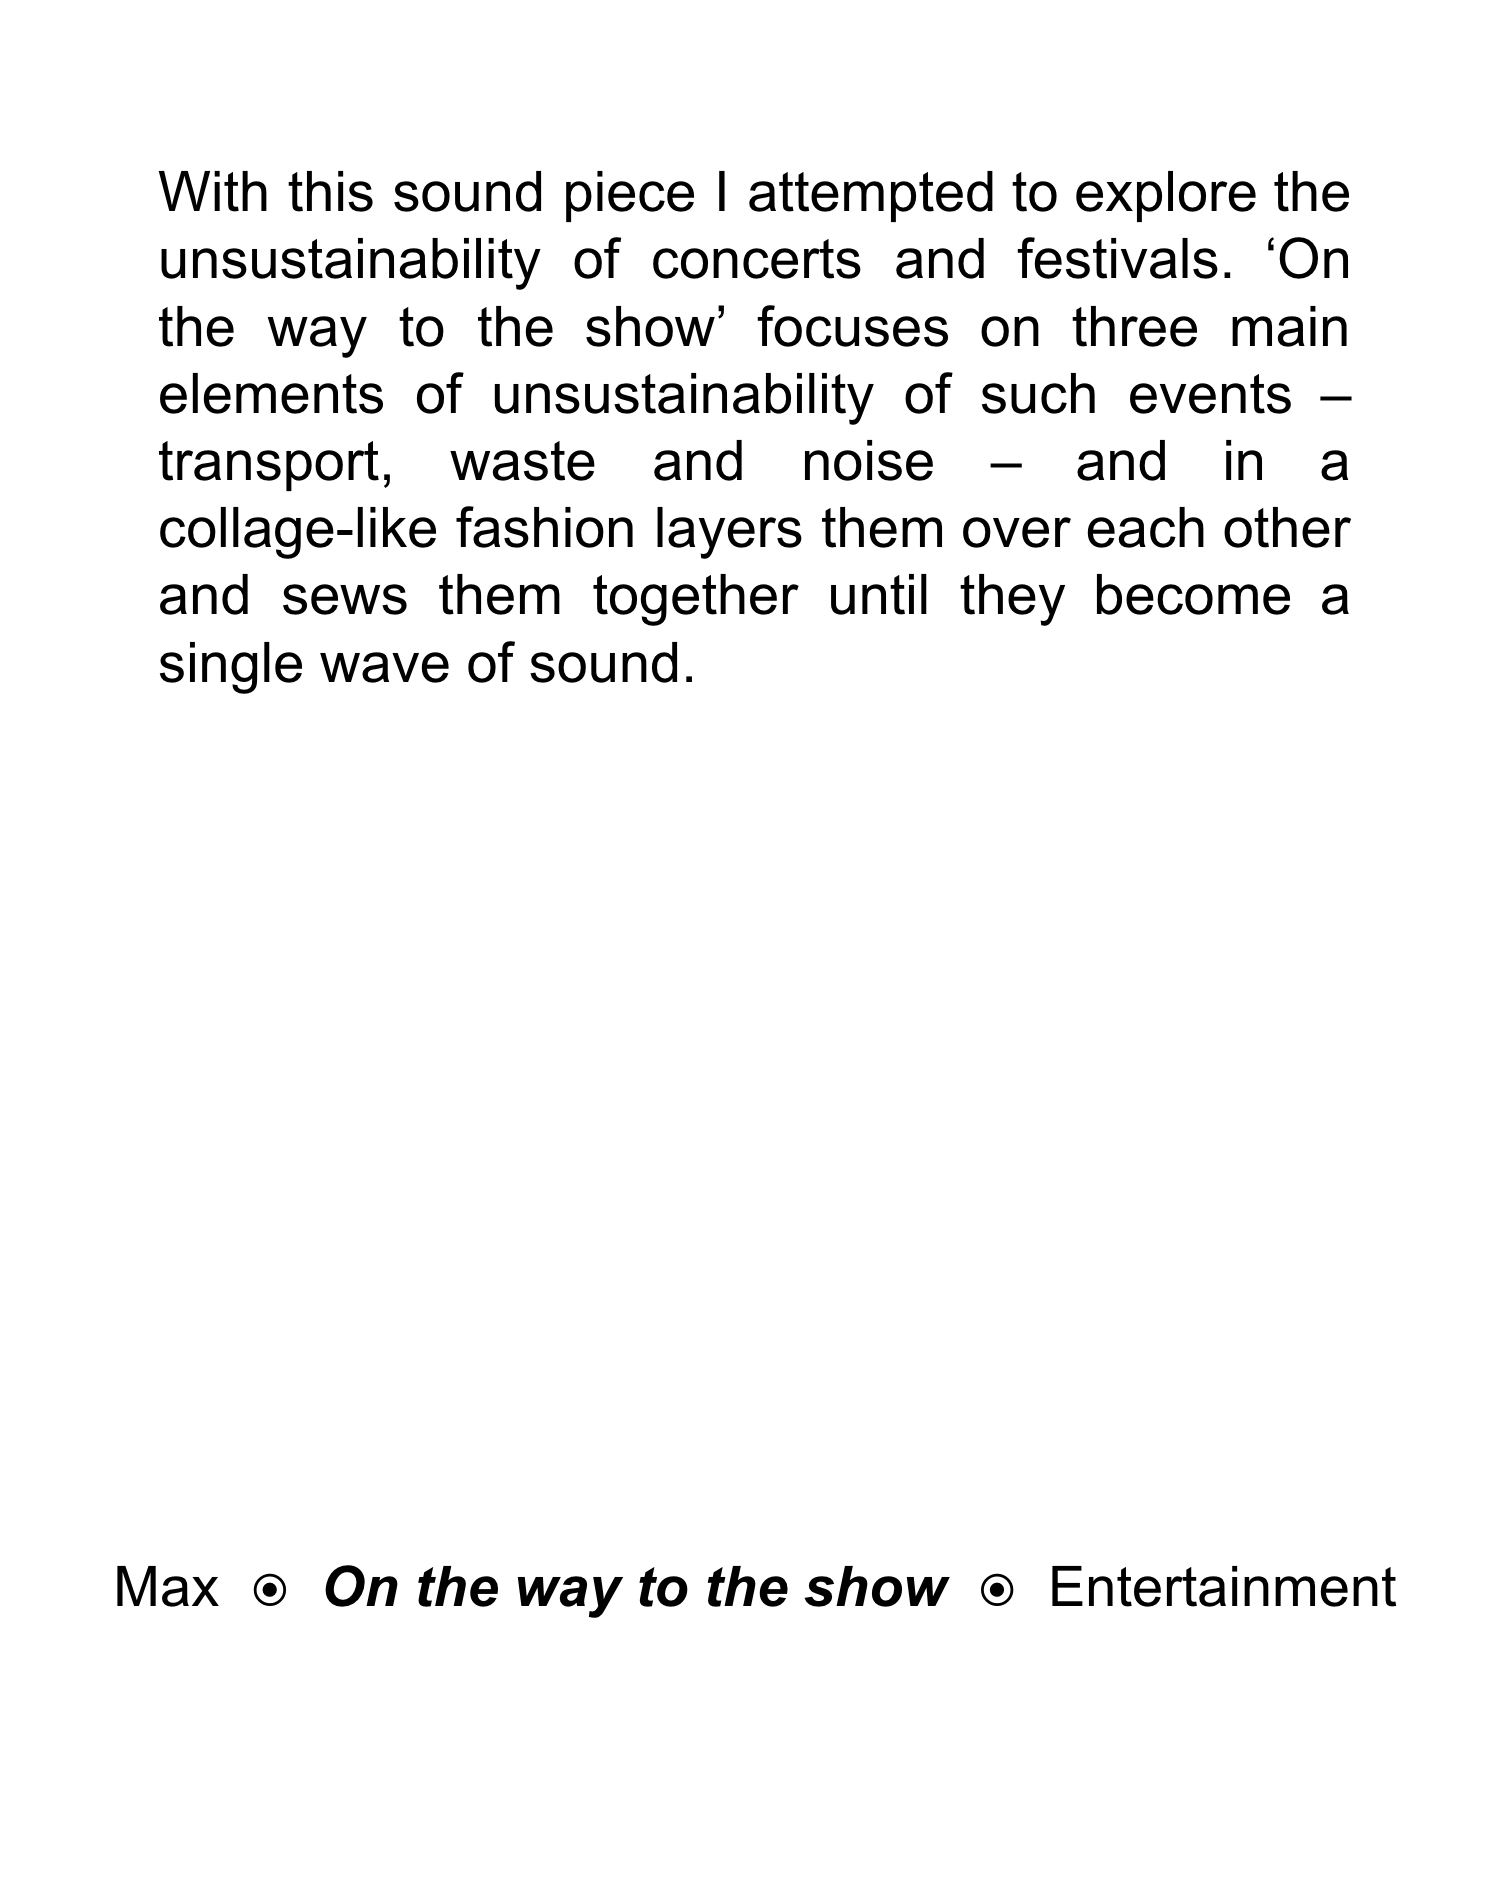 With this sound piece I attempted to explore the
unsustainability of concerts and festivals. ‘On
the way to the show’ focuses on three main
elements of unsustainability of such events –
transport, waste and noise – and in a
collage-like fashion layers them over each other
and sews them together until they become a
single wave of sound.
Max ⦿ On the way to the show ⦿ Entertainment